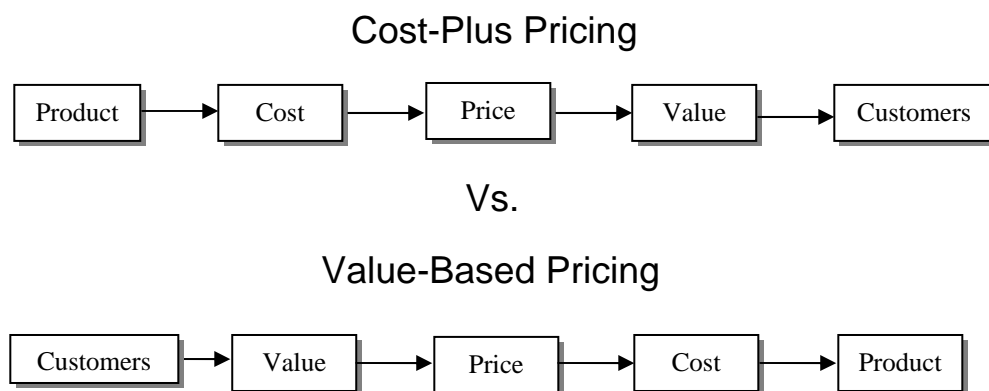 Cost-Plus Pricing
Product Cost Price Value Customers
Vs.
Value-Based Pricing
Customers Value Price Cost Product